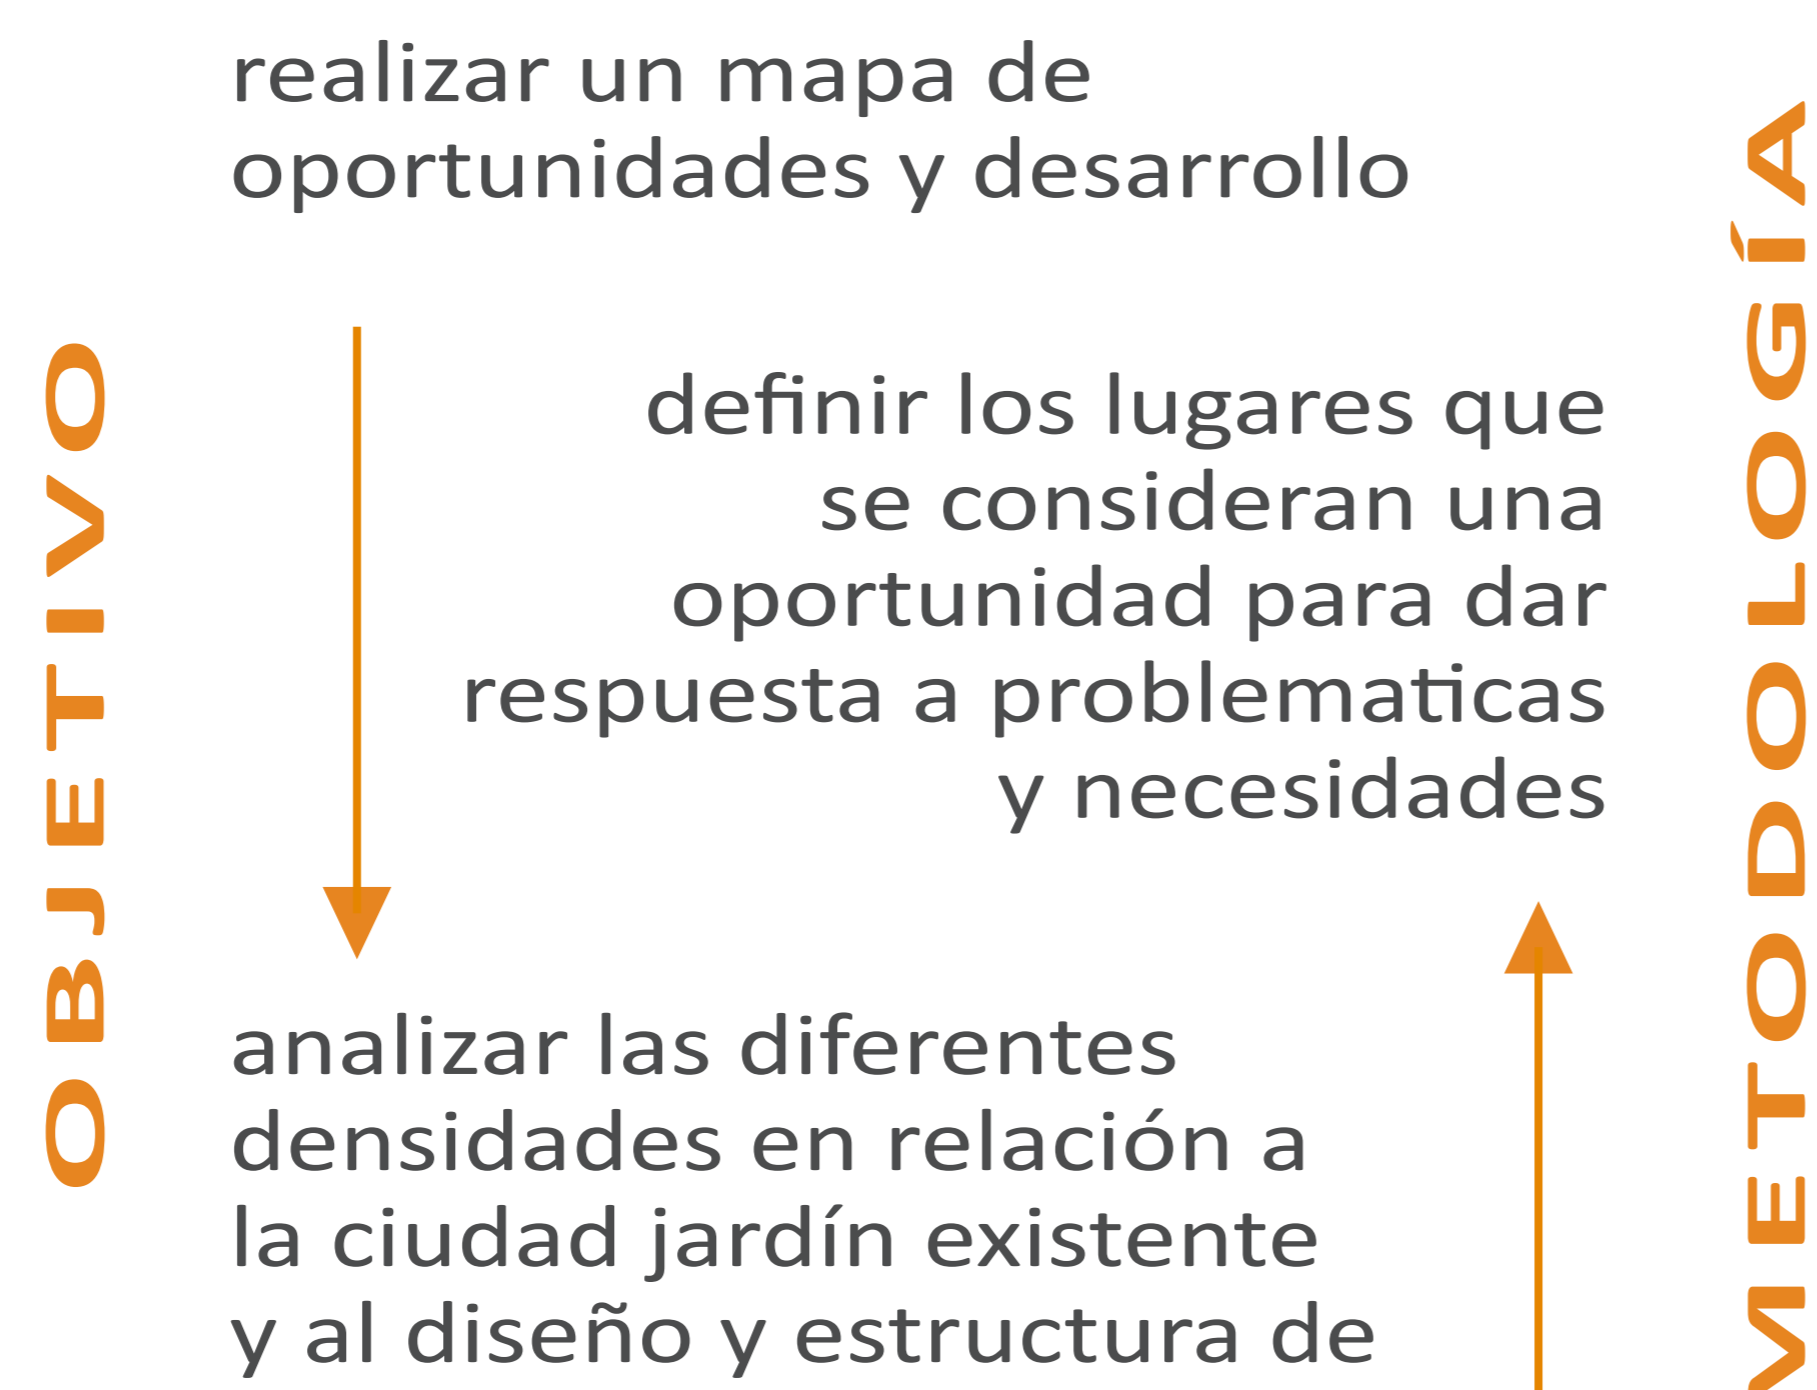 OBJETIVO
realizar un mapa de
oportunidades y desarrollo
definir los lugares que
se consideran una
oportunidad para dar
respuesta a problematicas
y necesidades
analizar las diferentes
densidades en relación a
la ciudad jardín existente
y al diseño y estructura de
METODOLOGÍA